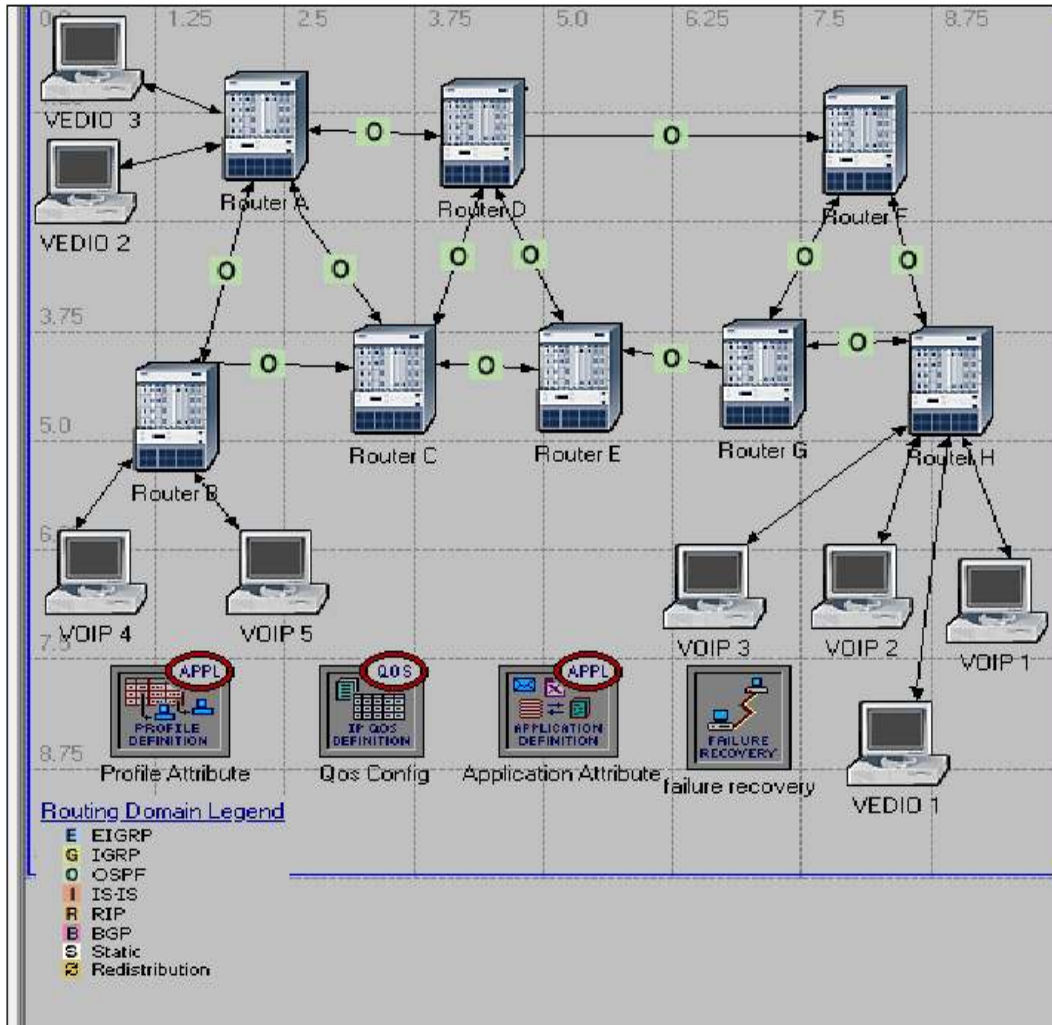 0.0 1.25 2.5 3.75 5.0 6.25 7.5 8.75
VEDIO 3
O O
Router A Router D Router F
VEDIO 2
O O O O O O
3.75
O O O O
5.0
Router B Router C Router E Router G Router H
VOIP 4 VOIP 5 VOIP 3 VOIP 2 VOIP 1
7.5
APPL QOS APPL
PROFILE DEFINITION
IP QOS DEFINITION
APPLICATION DEFINITION
FAILURE RECOVERY
8.75
Profile Attribute Qos Config Application Attribute failure recovery
VEDIO 1
Routing Domain Legend
E EIGRP
G IGRP
O OSPF
I IS-IS
R RIP
B BGP
S Static
Redistribution